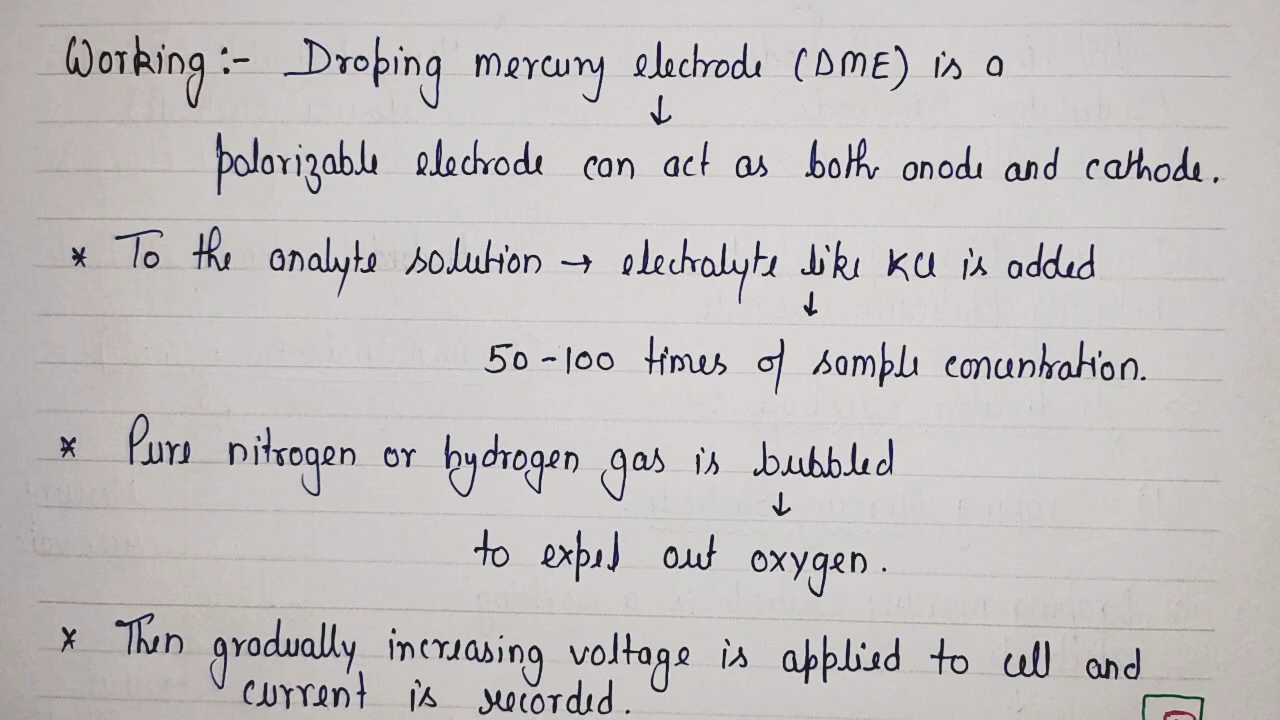 Working :- Droping mercury electrode (DME) is a
↓
polarizable electrode can act as both anode and cathode.
* To the analyte solution → electralyte like KCl is added
↓
50-100 times of sample concentration.
* Pure nitrogen or hydrogen gas is bubbled
↓
to expel out oxygen.
* Then gradually increasing voltage is applied to cell and
current is recorded.